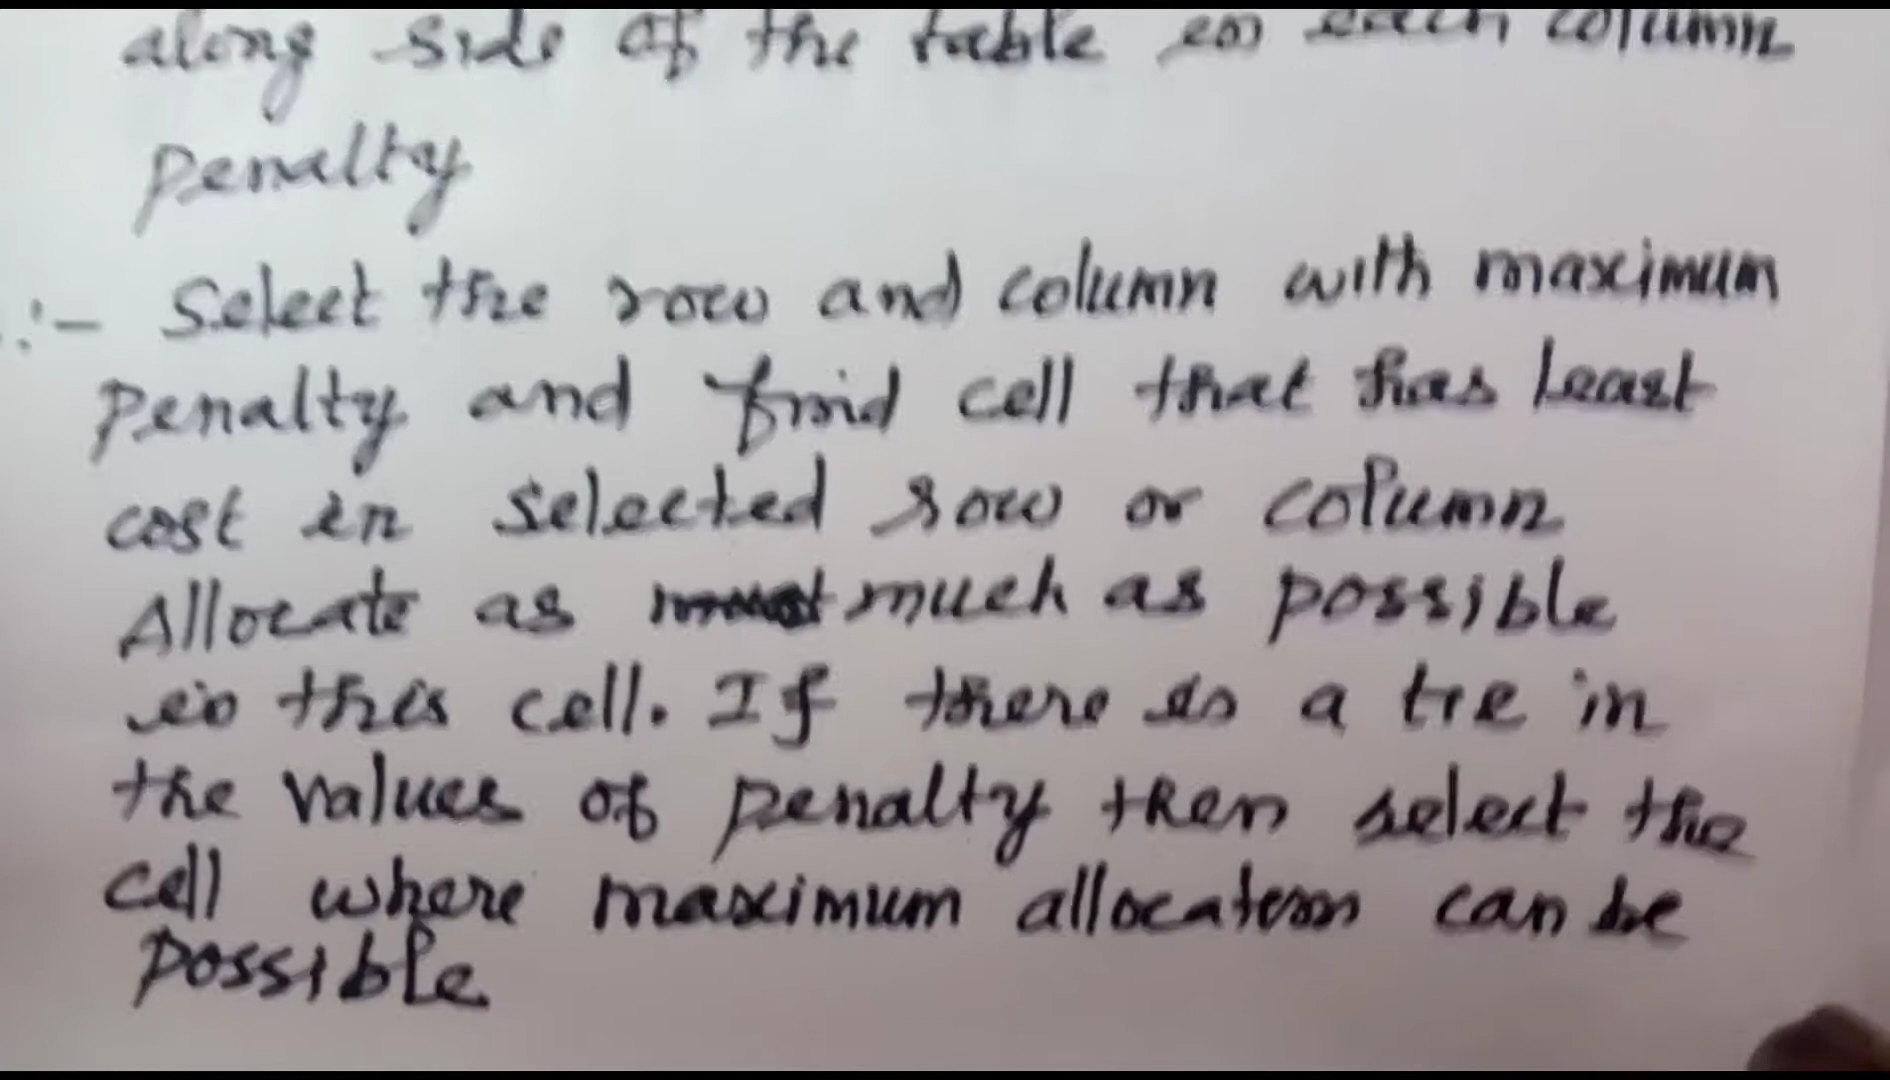 along side of the table in each column
penalty
:- Select the row and column with maximum
penalty and find cell that has least
cost in selected row or column
Allocate as much as possible
in this cell. If there is a tie in
the values of penalty then select the
cell where maximum allocation can be
possible